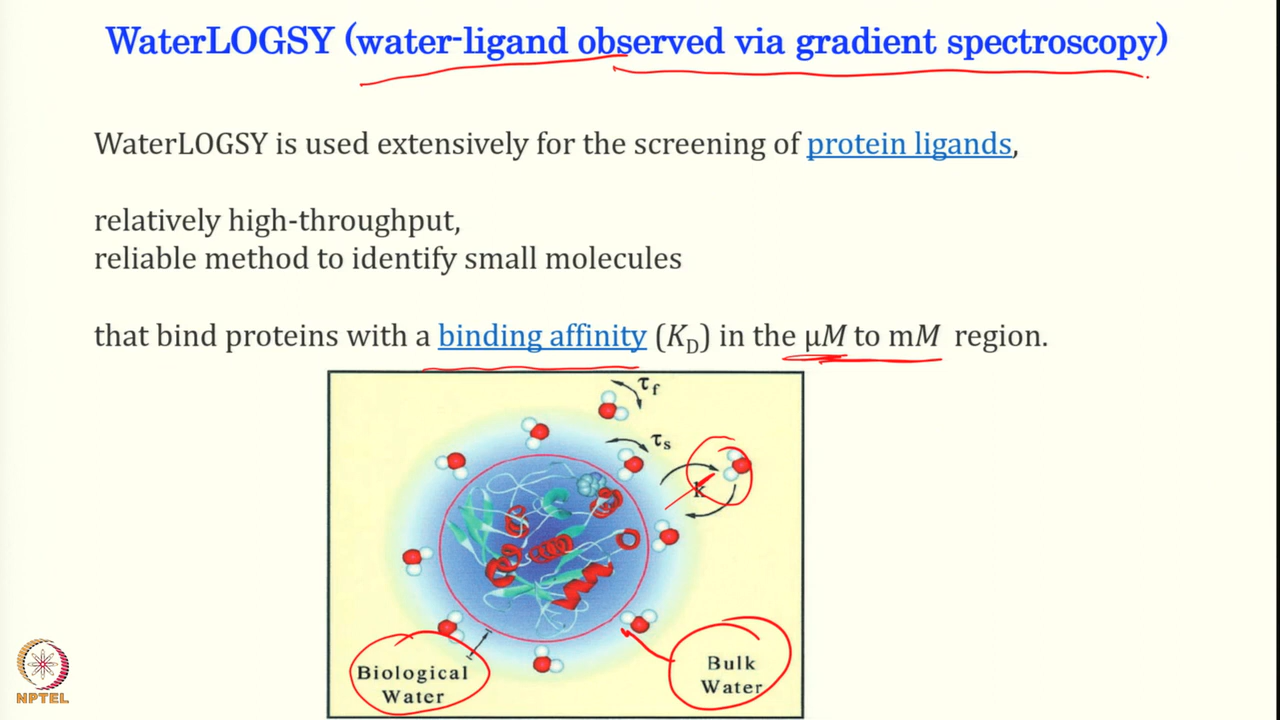 WaterLOGSY (water-ligand observed via gradient spectroscopy)
WaterLOGSY is used extensively for the screening of protein ligands,
relatively high-throughput,
reliable method to identify small molecules
that bind proteins with a binding affinity (K_D) in the μM to mM region.
τf
τs
k
Biological
Water
Bulk
Water
NPTEL